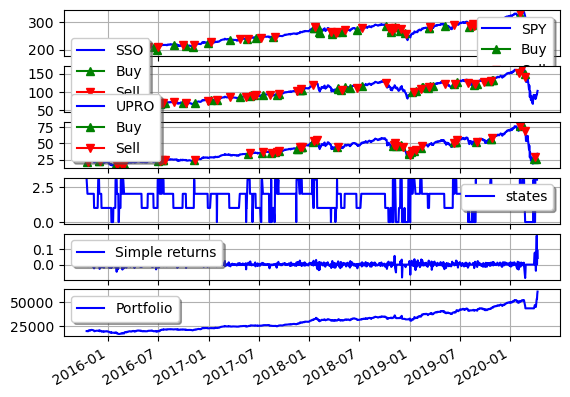 300
200
SPY
Buy
SSO
Buy
Sell
150
100
50
UPRO
Buy
Sell
75
50
25
2.5
0.0
states
0.1
0.0
Simple returns
50000
25000
Portfolio
2016-01
2016-07
2017-01
2017-07
2018-01
2018-07
2019-01
2019-07
2020-01